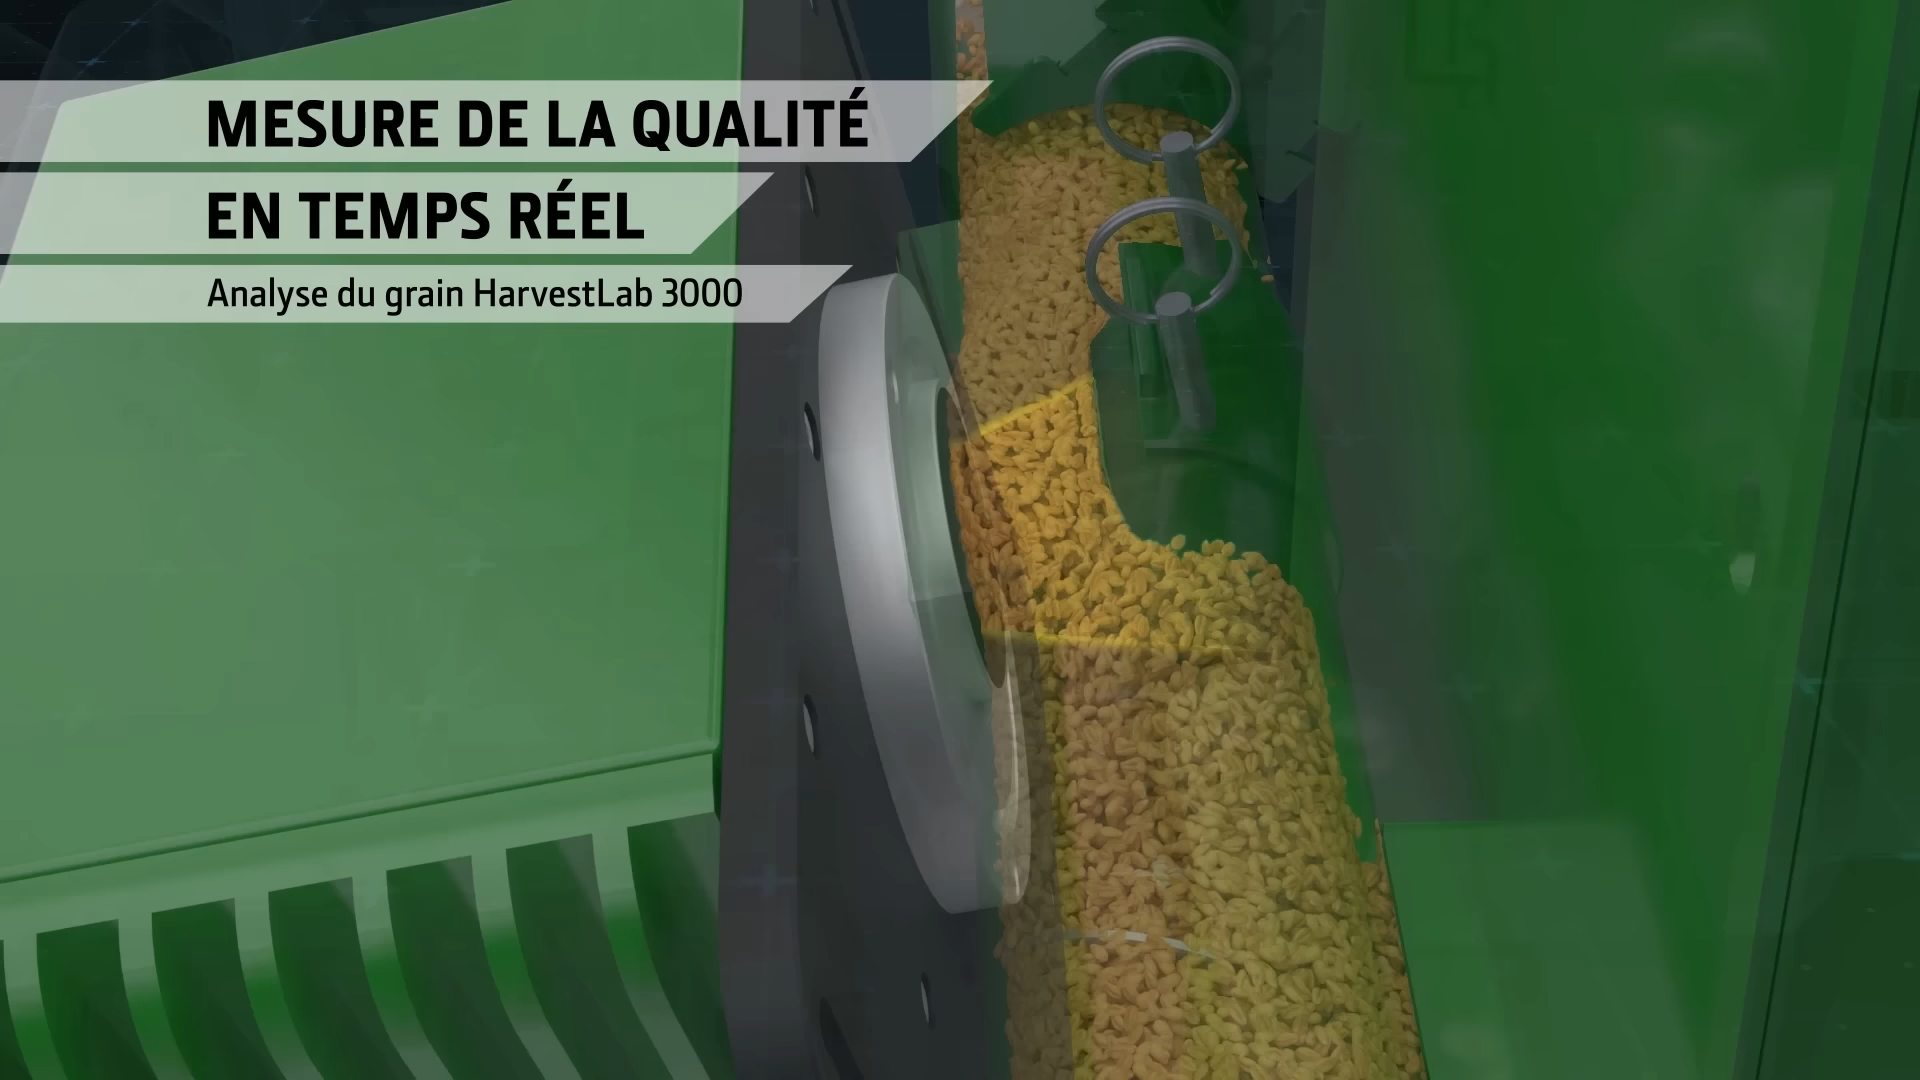 MESURE DE LA QUALITÉ
EN TEMPS RÉEL
Analyse du grain HarvestLab 3000